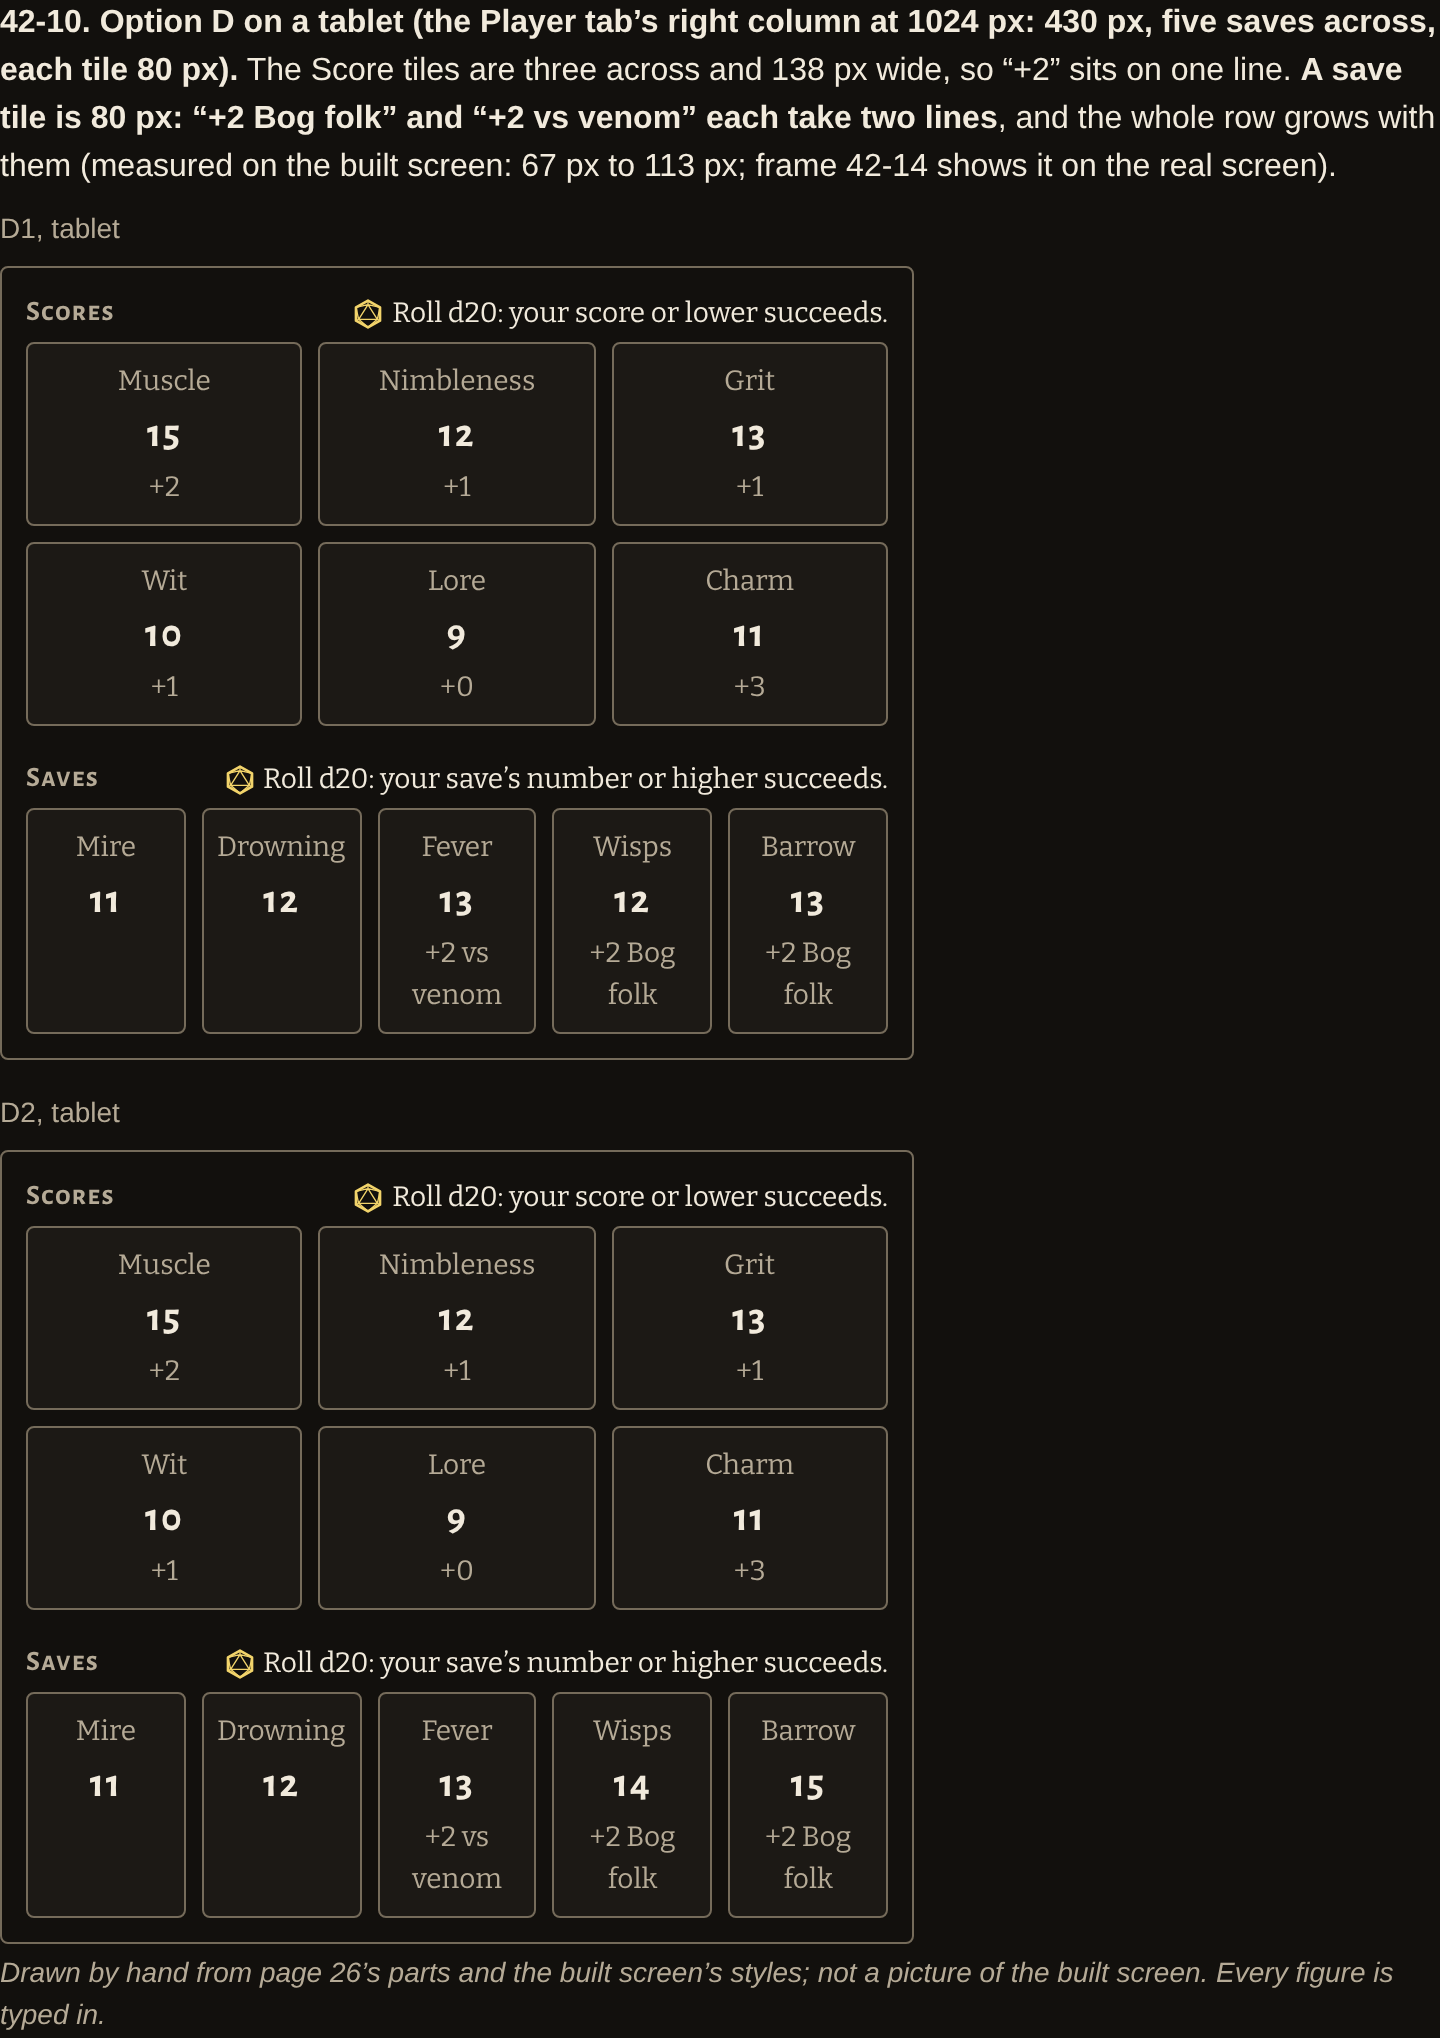 42-10. Option D on a tablet (the Player tab’s right column at 1024 px: 430 px, five saves across,
each tile 80 px). The Score tiles are three across and 138 px wide, so “+2” sits on one line. A save
tile is 80 px: “+2 Bog folk” and “+2 vs venom” each take two lines, and the whole row grows with
them (measured on the built screen: 67 px to 113 px; frame 42-14 shows it on the real screen).
D1, tablet
Scores Roll d20: your score or lower succeeds.
Muscle Nimbleness Grit
15 12 13
+2 +1 +1
Wit Lore Charm
10 9 11
+1 +0 +3
Saves Roll d20: your save’s number or higher succeeds.
Mire Drowning Fever Wisps Barrow
11 12 13 12 13
+2 vs +2 Bog +2 Bog
venom folk folk
D2, tablet
Scores Roll d20: your score or lower succeeds.
Muscle Nimbleness Grit
15 12 13
+2 +1 +1
Wit Lore Charm
10 9 11
+1 +0 +3
Saves Roll d20: your save’s number or higher succeeds.
Mire Drowning Fever Wisps Barrow
11 12 13 14 15
+2 vs +2 Bog +2 Bog
venom folk folk
Drawn by hand from page 26’s parts and the built screen’s styles; not a picture of the built screen. Every figure is
typed in.